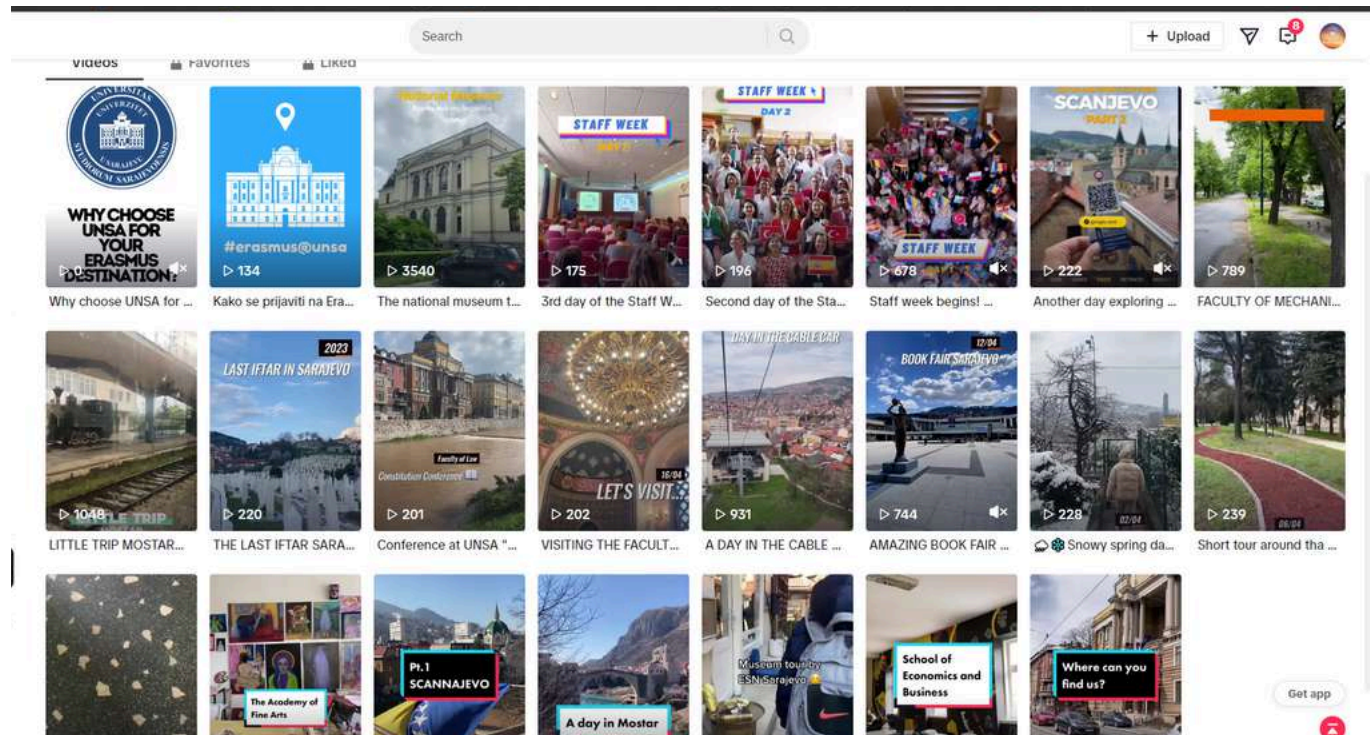 Search
+ Upload
8
Videos
Favorites
Liked
UNIVERSITAS
STUDIORUM SARAJEVOENSIS
WHY CHOOSE
UNSA FOR
YOUR
ERASMUS
DESTINATION?
0
Why choose UNSA for ...
#erasmus@unsa
134
Kako se prijaviti na Era...
National Museum
3540
The national museum t...
STAFF WEEK
175
3rd day of the Staff W...
STAFF WEEK
DAY 2
196
Second day of the Sta...
STAFF WEEK
678
Staff week begins! ...
SCANJEVO
PART 2
222
Another day exploring ...
789
FACULTY OF MECHANI...
1048
LITTLE TRIP
LITTLE TRIP MOSTAR...
2023
LAST IFTAR IN SARAJEVO
220
THE LAST IFTAR SARA...
Faculty of Law
Constitution Conference
201
Conference at UNSA "...
16/04
LET'S VISIT...
202
VISITING THE FACULT...
DAY IN THE CABLE CAR
931
A DAY IN THE CABLE ...
12/04
BOOK FAIR SARAJEVO
744
AMAZING BOOK FAIR ...
228
02/04
🌨❄ Snowy spring da...
239
06/04
Short tour around tha ...
The Academy of
Fine Arts
Pt.1
SCANNAJEVO
A day in Mostar
Museum tour by
ESN Sarajevo
School of
Economics and
Business
Where can you
find us?
Get app